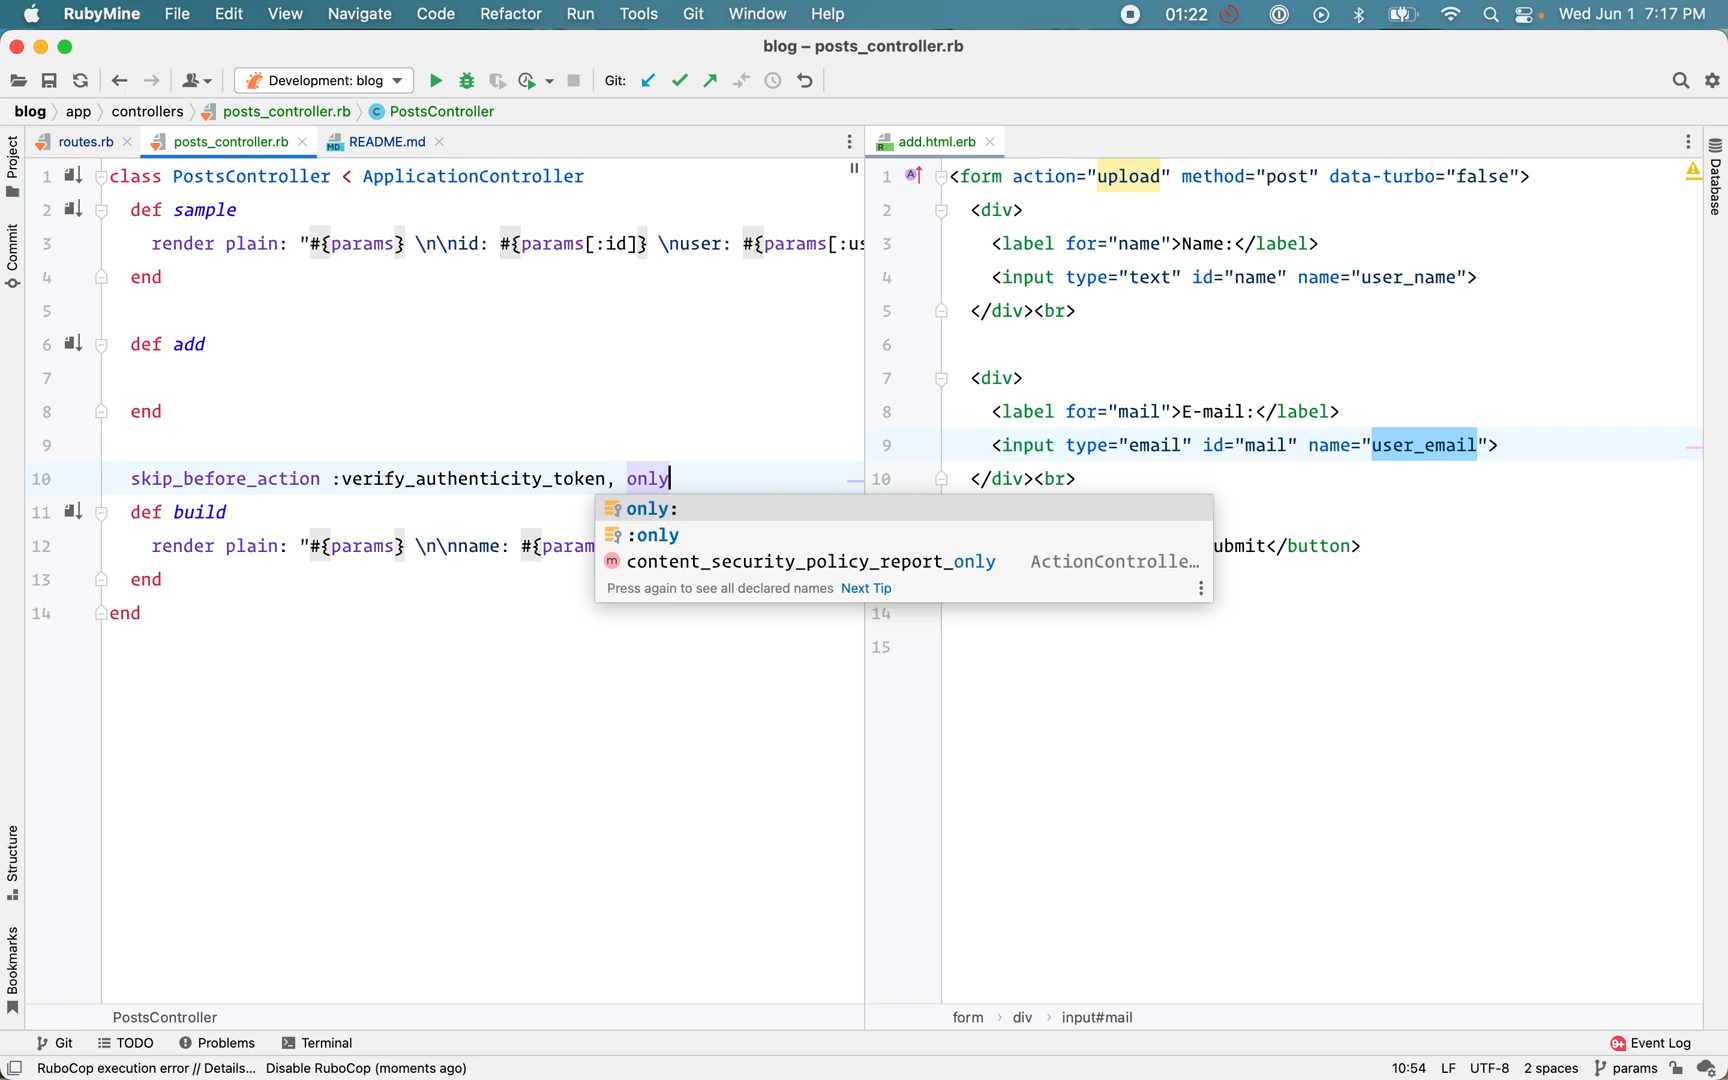 RubyMine File Edit View Navigate Code Refactor Run Tools Git Window Help 01:22 Wed Jun 1 7:17 PM
blog – posts_controller.rb
Development: blog Git:
blog app controllers posts_controller.rb C PostsController
routes.rb posts_controller.rb MD README.md
1 class PostsController < ApplicationController
2 def sample
3 render plain: "#{params} \n\nid: #{params[:id]} \nuser: #{params[:us
4 end
5
6 def add
7
8 end
9
10 skip_before_action :verify_authenticity_token, only
11 def build
12 render plain: "#{params} \n\nname: #{param
13 end
14 end
only:
:only
m content_security_policy_report_only ActionControlle…
Press again to see all declared names Next Tip
PostsController
R add.html.erb
1 <form action="upload" method="post" data-turbo="false">
2 <div>
3 <label for="name">Name:</label>
4 <input type="text" id="name" name="user_name">
5 </div><br>
6
7 <div>
8 <label for="mail">E-mail:</label>
9 <input type="email" id="mail" name="user_email">
10 </div><br>
ubmit</button>
14
15
form div input#mail
Project
Commit
Structure
Bookmarks
Database
Git TODO Problems Terminal 9+ Event Log
RuboCop execution error // Details... Disable RuboCop (moments ago) 10:54 LF UTF-8 2 spaces params